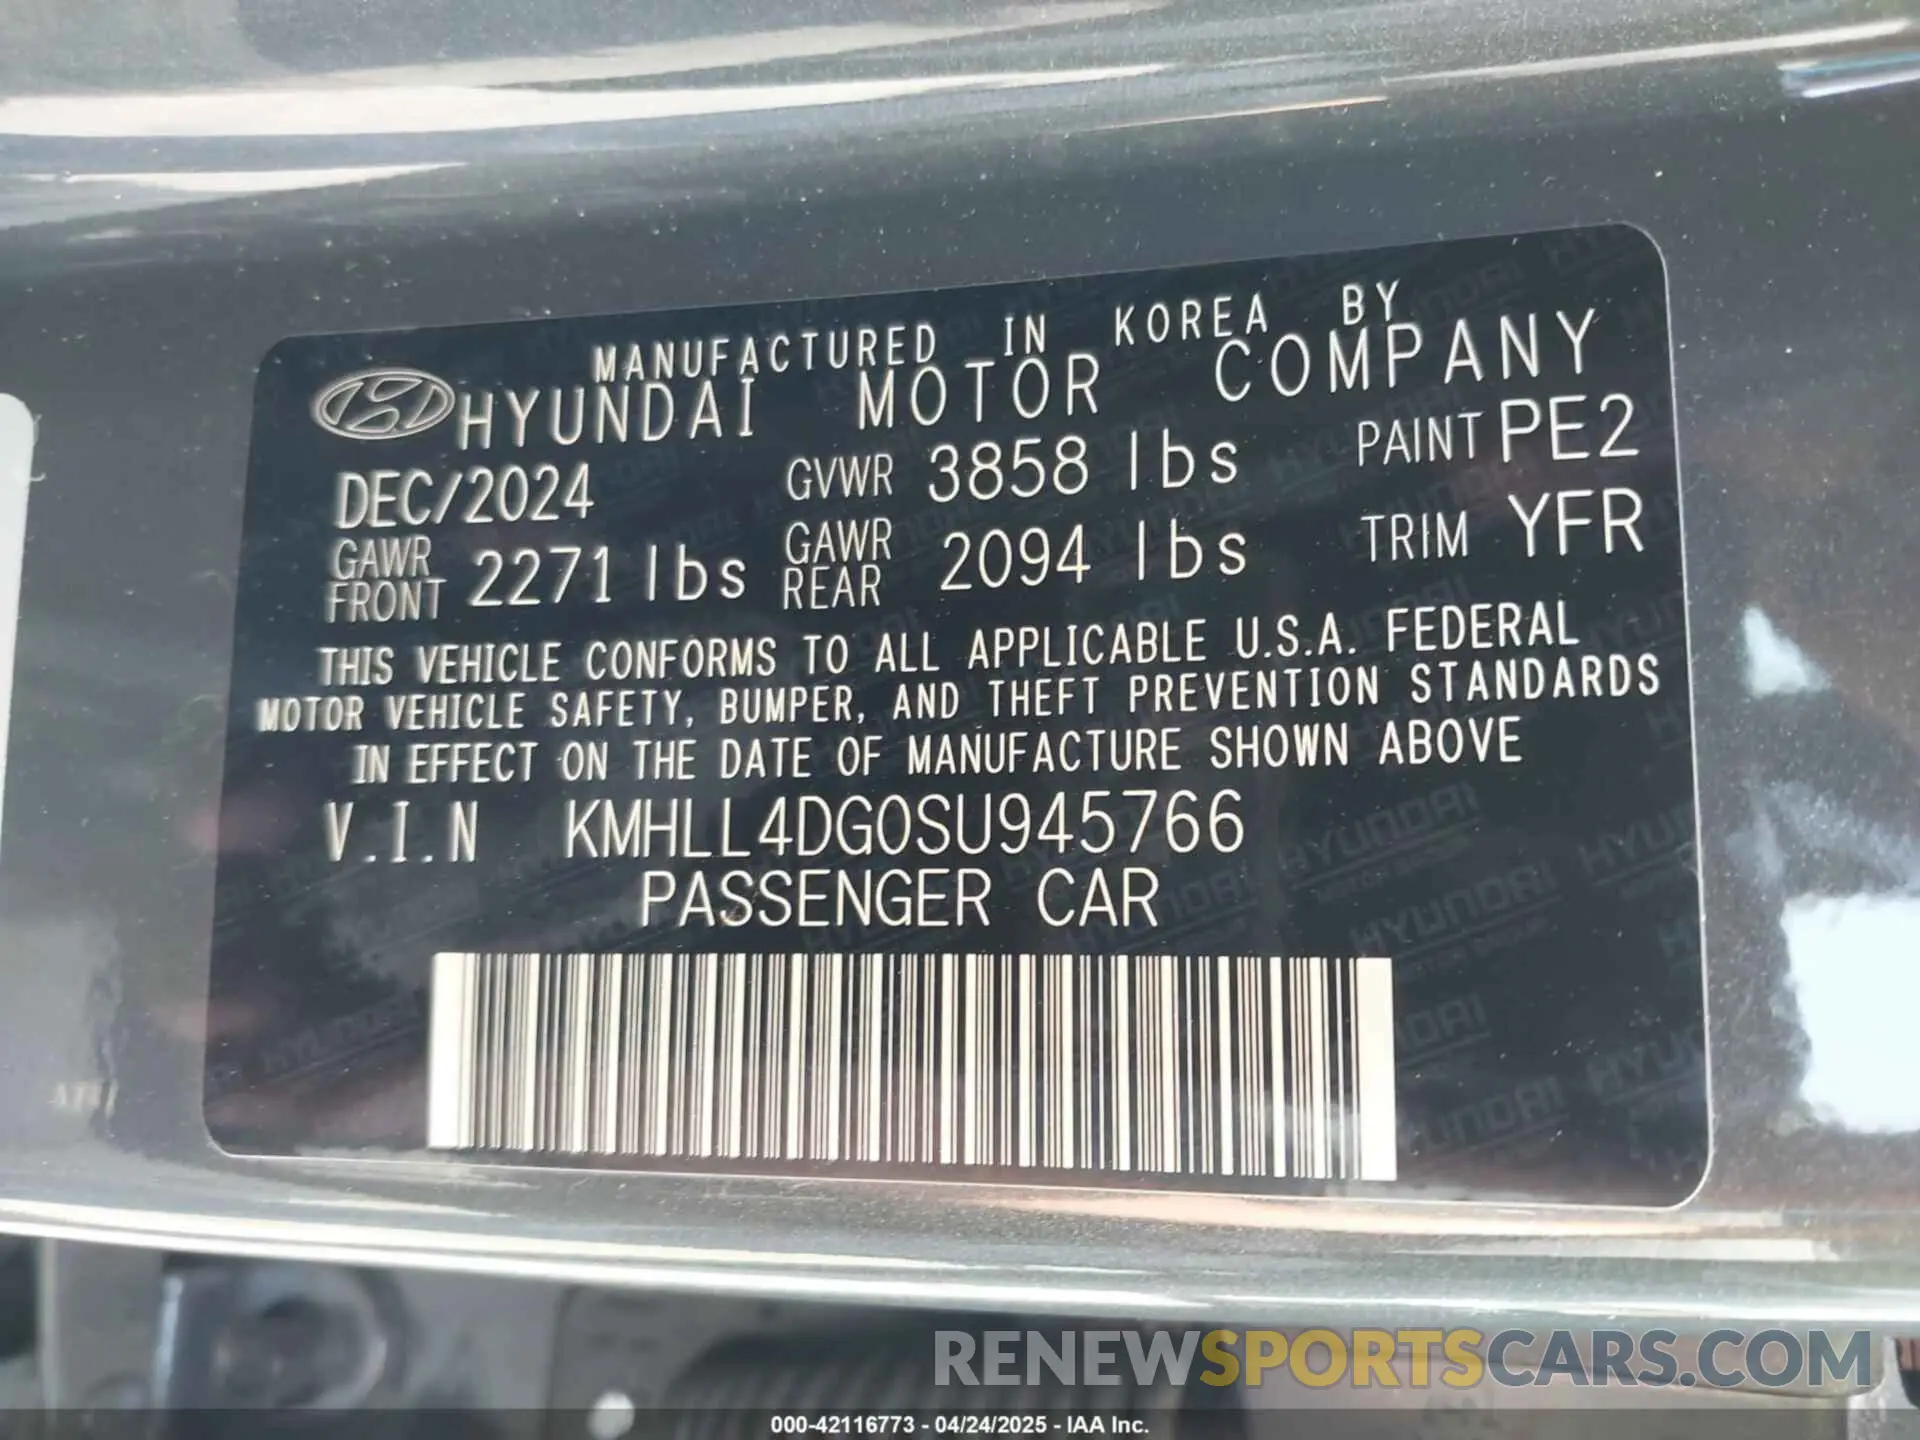 MANUFACTURED IN KOREA BY
HYUNDAI MOTOR COMPANY
DEC/2024 GVWR 3858 lbs PAINT PE2
GAWR FRONT 2271 lbs GAWR REAR 2094 lbs TRIM YFR
THIS VEHICLE CONFORMS TO ALL APPLICABLE U.S.A. FEDERAL
MOTOR VEHICLE SAFETY, BUMPER, AND THEFT PREVENTION STANDARDS
IN EFFECT ON THE DATE OF MANUFACTURE SHOWN ABOVE
V.I.N KMHLL4DG0SU945766
PASSENGER CAR
RENEWSPORTSCARS.COM
000-42116773 - 04/24/2025 - IAA Inc.